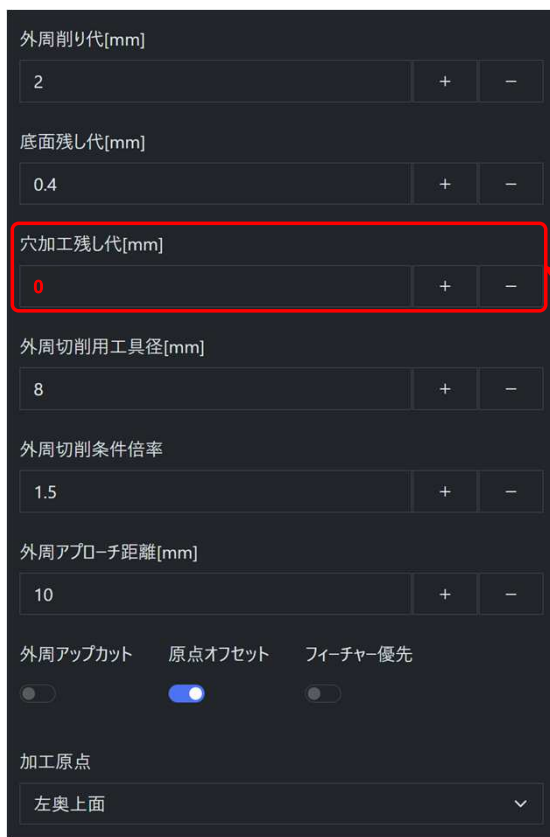 外周削り代[mm]
2 + −
底面残し代[mm]
0.4 + −
穴加工残し代[mm]
0 + −
外周切削用工具径[mm]
8 + −
外周切削条件倍率
1.5 + −
外周アプローチ距離[mm]
10 + −
外周アップカット 原点オフセット フィーチャー優先
加工原点
左奥上面